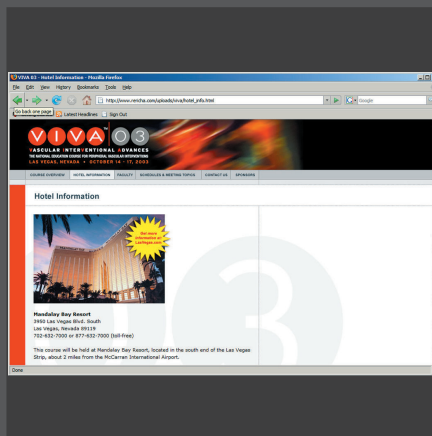 VIVA 03 - Hotel Information - Mozilla Firefox
File Edit View History Bookmarks Tools Help
http://www.nercha.com/uploads/viva/hotel_info.html
Google
Go back one page
Latest Headlines
Sign Out
VIVA 03
VASCULAR INTERVENTIONAL ADVANCES
THE NATIONAL EDUCATION COURSE FOR PERIPHERAL VASCULAR INTERVENTIONS
LAS VEGAS, NEVADA • OCTOBER 14 - 17, 2003
COURSE OVERVIEW HOTEL INFORMATION FACULTY SCHEDULES & MEETING TOPICS CONTACT US SPONSORS
Hotel Information
Get more
information at
LasVegas.com
Mandalay Bay Resort
3950 Las Vegas Blvd. South
Las Vegas, Nevada 89119
702-632-7000 or 877-632-7000 (toll-free)
This course will be held at Mandalay Bay Resort, located in the south end of the Las Vegas
Strip, about 2 miles from the McCarran International Airport.
Done